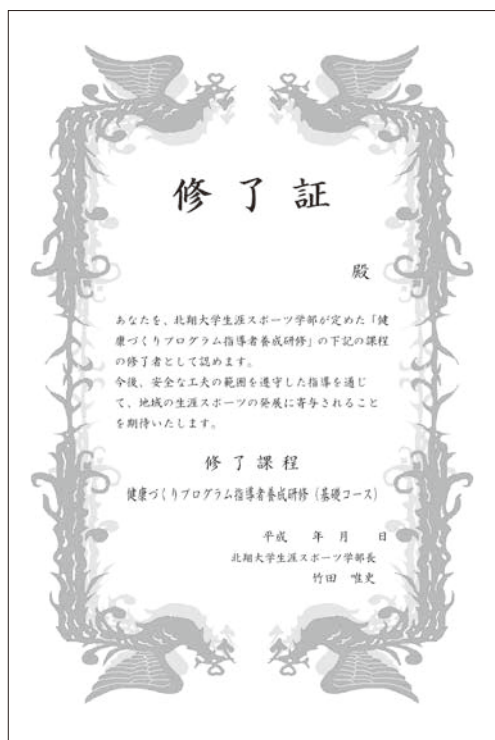 修了証
殿
あなたを、北翔大学生涯スポーツ学部が定めた「健
康づくりプログラム指導者養成研修」の下記の課程
の修了者として認めます。
今後、安全な工夫の範囲を遵守した指導を通じ
て、地域の生涯スポーツの発展に寄与されること
を期待いたします。
修了課程
健康づくりプログラム指導者養成研修（基礎コース）
平成　　年　月　　日
北翔大学生涯スポーツ学部長
竹田　唯史